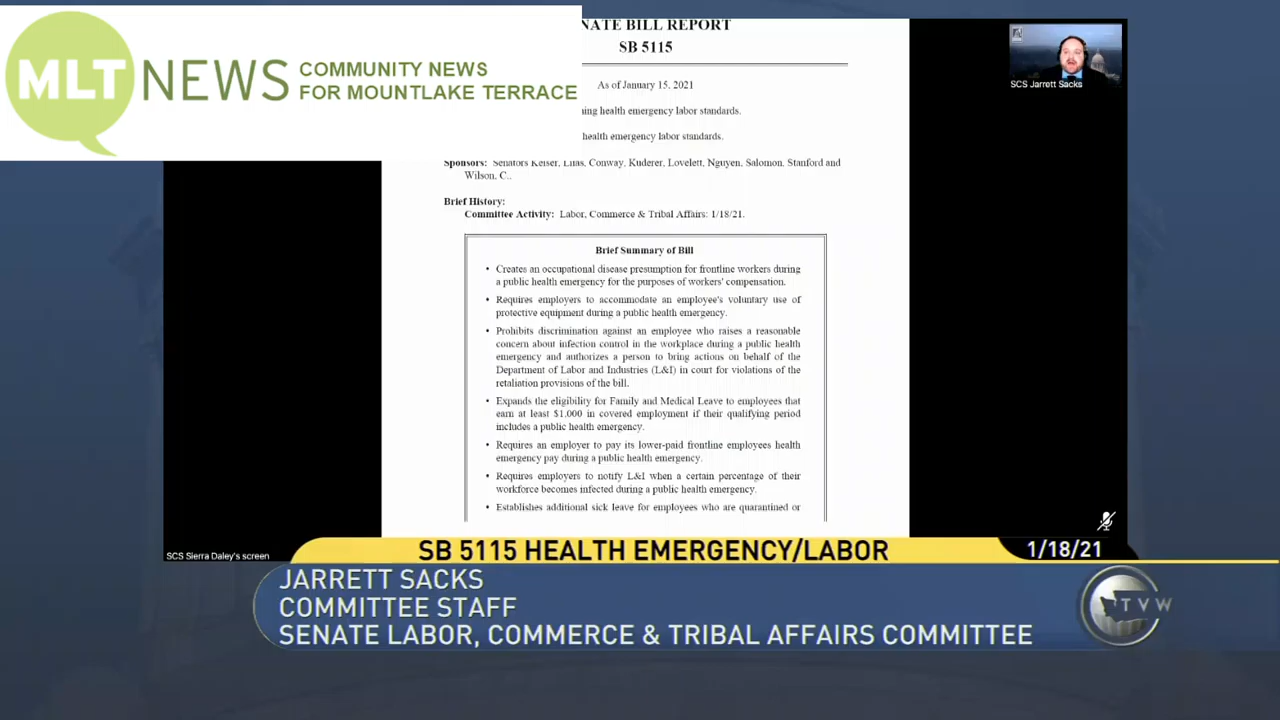 MLT NEWS
COMMUNITY NEWS
FOR MOUNTLAKE TERRACE
NATE BILL REPORT
SB 5115
As of January 15, 2021
ning health emergency labor standards.
health emergency labor standards.
Sponsors: Senators Keiser, Liias, Conway, Kuderer, Lovelett, Nguyen, Salomon, Stanford and
Wilson, C..
Brief History:
Committee Activity: Labor, Commerce & Tribal Affairs: 1/18/21.
Brief Summary of Bill
• Creates an occupational disease presumption for frontline workers during
a public health emergency for the purposes of workers' compensation.
• Requires employers to accommodate an employee's voluntary use of
protective equipment during a public health emergency.
• Prohibits discrimination against an employee who raises a reasonable
concern about infection control in the workplace during a public health
emergency and authorizes a person to bring actions on behalf of the
Department of Labor and Industries (L&I) in court for violations of the
retaliation provisions of the bill.
• Expands the eligibility for Family and Medical Leave to employees that
earn at least $1,000 in covered employment if their qualifying period
includes a public health emergency.
• Requires an employer to pay its lower-paid frontline employees health
emergency pay during a public health emergency.
• Requires employers to notify L&I when a certain percentage of their
workforce becomes infected during a public health emergency.
• Establishes additional sick leave for employees who are quarantined or
SCS Jarrett Sacks
SCS Sierra Daley's screen
SB 5115 HEALTH EMERGENCY/LABOR
1/18/21
JARRETT SACKS
COMMITTEE STAFF
SENATE LABOR, COMMERCE & TRIBAL AFFAIRS COMMITTEE
TVW